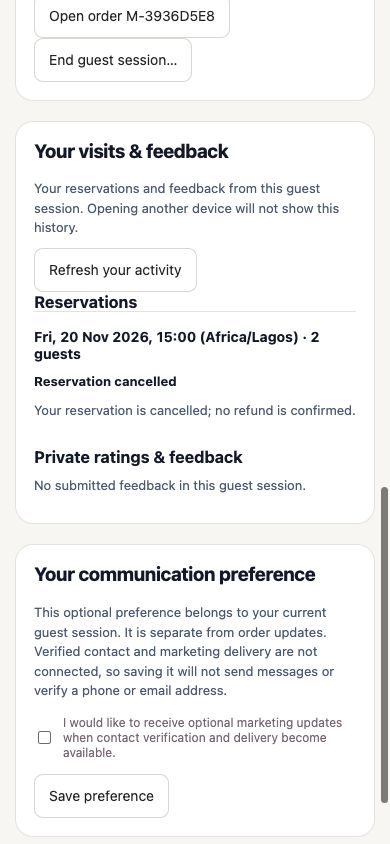 Open order M-3936D5E8
End guest session...
Your visits & feedback
Your reservations and feedback from this guest
session. Opening another device will not show this
history.
Refresh your activity
Reservations
Fri, 20 Nov 2026, 15:00 (Africa/Lagos) · 2
guests
Reservation cancelled
Your reservation is cancelled; no refund is confirmed.
Private ratings & feedback
No submitted feedback in this guest session.
Your communication preference
This optional preference belongs to your current
guest session. It is separate from order updates.
Verified contact and marketing delivery are not
connected, so saving it will not send messages or
verify a phone or email address.
I would like to receive optional marketing updates
when contact verification and delivery become
available.
Save preference